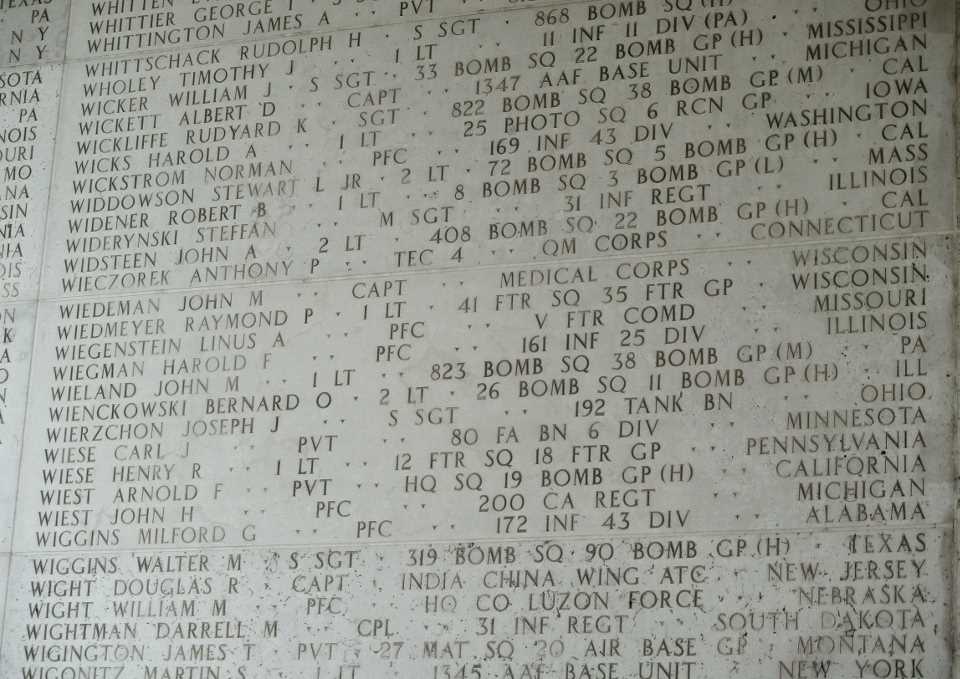 WHITTIER GEORGE T
WHITTINGTON JAMES A · · PVT
WHITTSCHACK RUDOLPH H · S SGT · 868 BOMB SQ (H)
WHOLEY TIMOTHY J · · 1 LT · · 11 INF 11 DIV (PA) · OHIO
WICKER WILLIAM J · S SGT · 33 BOMB SQ 22 BOMB GP (H) · MISSISSIPPI
WICKETT ALBERT D · · CAPT · · 1347 AAF BASE UNIT · · MICHIGAN
WICKLIFFE RUDYARD K · SGT · 822 BOMB SQ 38 BOMB GP (M) · CAL
WICKS HAROLD A · · 1 LT · · 25 PHOTO SQ 6 RCN GP · · IOWA
WICKSTROM NORMAN · · PFC · · 169 INF 43 DIV · · WASHINGTON
WIDDOWSON STEWART L JR · 2 LT · 72 BOMB SQ 5 BOMB GP (H) · CAL
WIDENER ROBERT B · · 1 LT · · 8 BOMB SQ 3 BOMB GP (L) · · MASS
WIDERYNSKI STEFFAN · · M SGT · · 31 INF REGT · · ILLINOIS
WIDSTEEN JOHN A · 2 LT · 408 BOMB SQ 22 BOMB GP (H) · CAL
WIECZOREK ANTHONY P · · TEC 4 · · QM CORPS · · CONNECTICUT
WIEDEMAN JOHN M · · CAPT · · MEDICAL CORPS · · WISCONSIN
WIEDMEYER RAYMOND P · 1 LT · 41 FTR SQ 35 FTR GP · WISCONSIN
WIEGENSTEIN LINUS A · · PFC · · V FTR COMD · · MISSOURI
WIEGMAN HAROLD F · · PFC · · 161 INF 25 DIV · · ILLINOIS
WIELAND JOHN M · · 1 LT · · 823 BOMB SQ 38 BOMB GP (M) · · PA
WIENCKOWSKI BERNARD O · 2 LT · 26 BOMB SQ 11 BOMB GP (H) · ILL
WIERZCHON JOSEPH J · · S SGT · · 192 TANK BN · · OHIO
WIESE CARL J · · PVT · · 80 FA BN 6 DIV · · MINNESOTA
WIESE HENRY R · · 1 LT · · 12 FTR SQ 18 FTR GP · · PENNSYLVANIA
WIEST ARNOLD F · · PVT · · HQ SQ 19 BOMB GP (H) · · CALIFORNIA
WIEST JOHN H · · PFC · · 200 CA REGT · · MICHIGAN
WIGGINS MILFORD G · · PFC · · 172 INF 43 DIV · · ALABAMA
WIGGINS WALTER M · S SGT · 319 BOMB SQ · 90 BOMB GP (H) · TEXAS
WIGHT DOUGLAS R · CAPT · INDIA CHINA WING ATC · NEW JERSEY
WIGHT WILLIAM M · · PFC · · HQ CO LUZON FORCE · · NEBRASKA
WIGHTMAN DARRELL M · · CPL · · 31 INF REGT · · SOUTH DAKOTA
WIGINGTON JAMES T · PVT · 27 MAT SQ 20 AIR BASE GP · MONTANA
WIGONITZ MARTIN S · · 1 LT · · 1345 AAF BASE UNIT · · NEW YORK